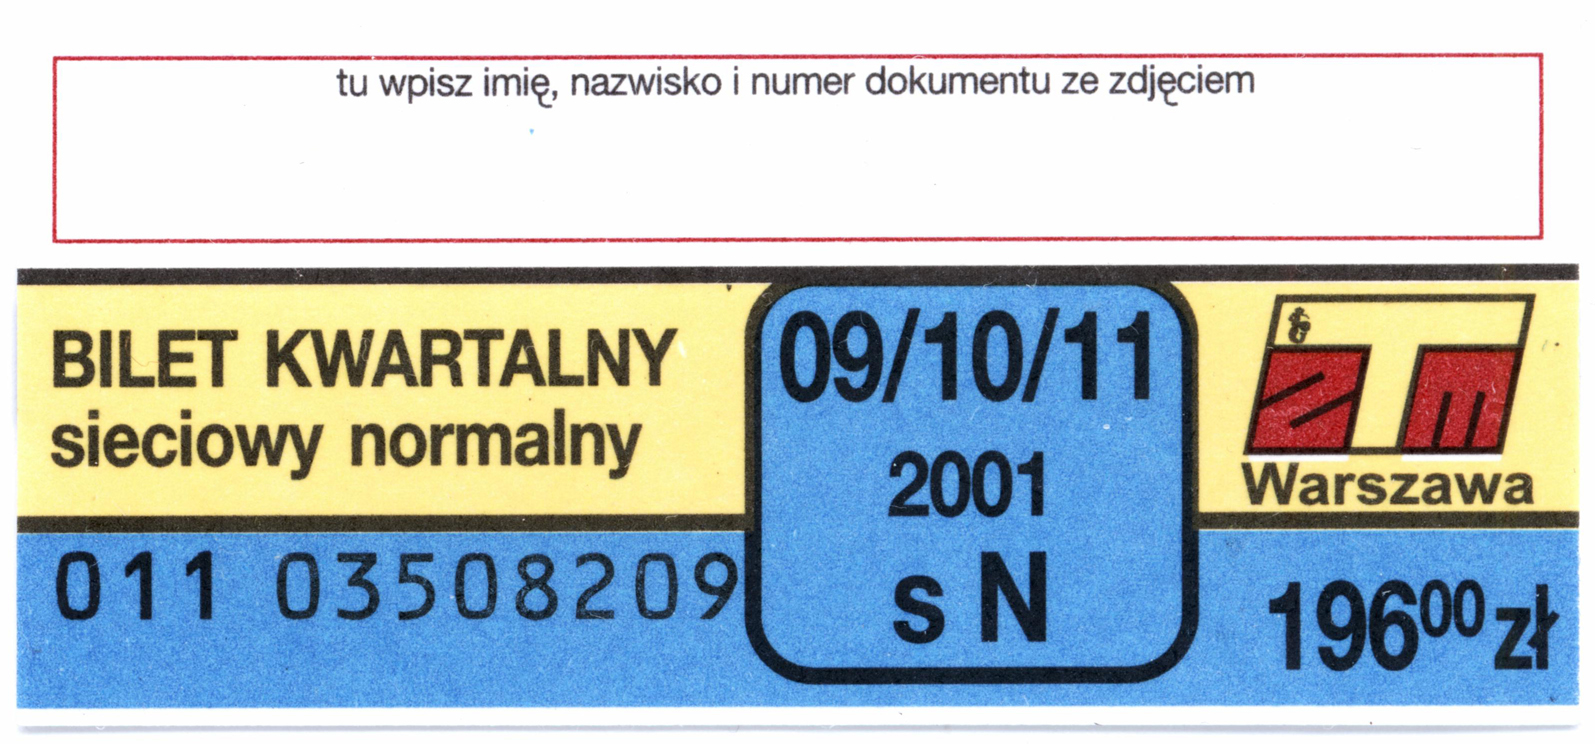 tu wpisz imię, nazwisko i numer dokumentu ze zdjęciem
BILET KWARTALNY
sieciowy normalny
011 03508209
09/10/11
2001
s N
ZTM
Warszawa
196⁰⁰ zł